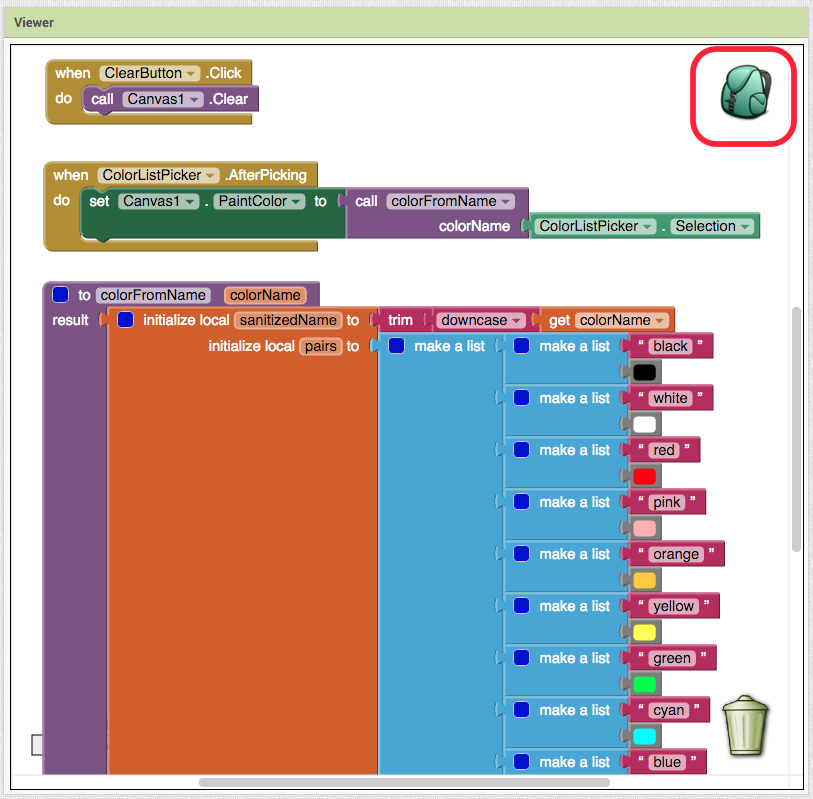 Viewer
when ClearButton .Click
do call Canvas1 .Clear
when ColorListPicker .AfterPicking
do set Canvas1 . PaintColor to call colorFromName
colorName ColorListPicker . Selection
to colorFromName colorName
result initialize local sanitizedName to trim downcase get colorName
initialize local pairs to make a list make a list “ black ”
make a list “ white ”
make a list “ red ”
make a list “ pink ”
make a list “ orange ”
make a list “ yellow ”
make a list “ green ”
make a list “ cyan ”
make a list “ blue ”